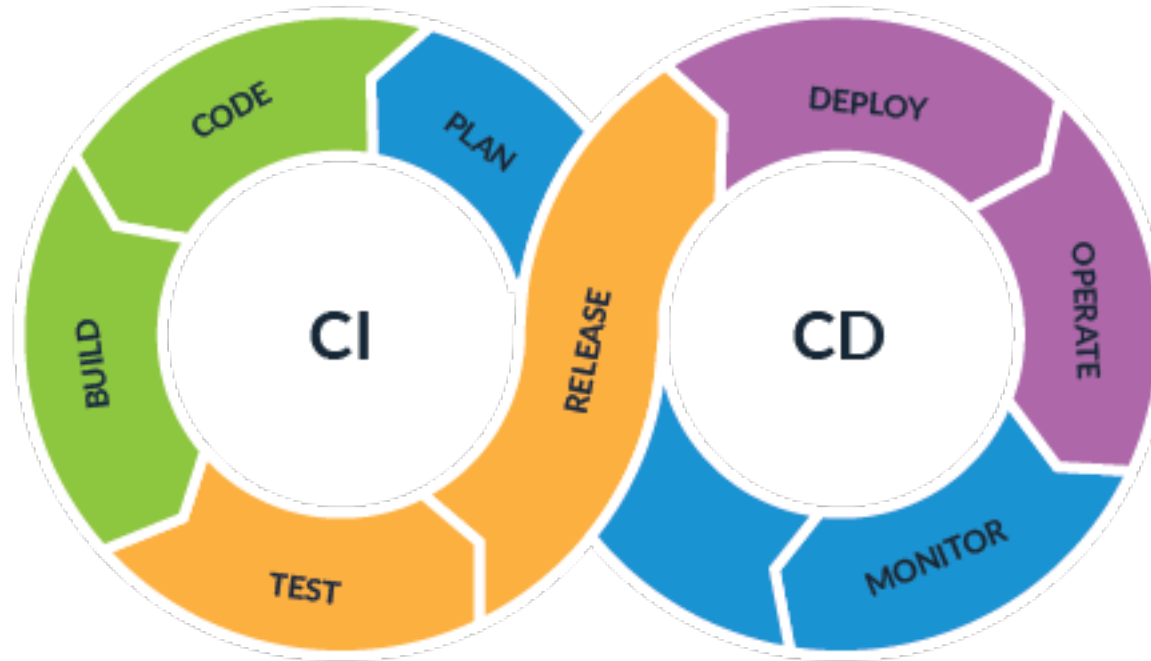 CODE
PLAN
BUILD
CI
TEST
RELEASE
DEPLOY
OPERATE
CD
MONITOR